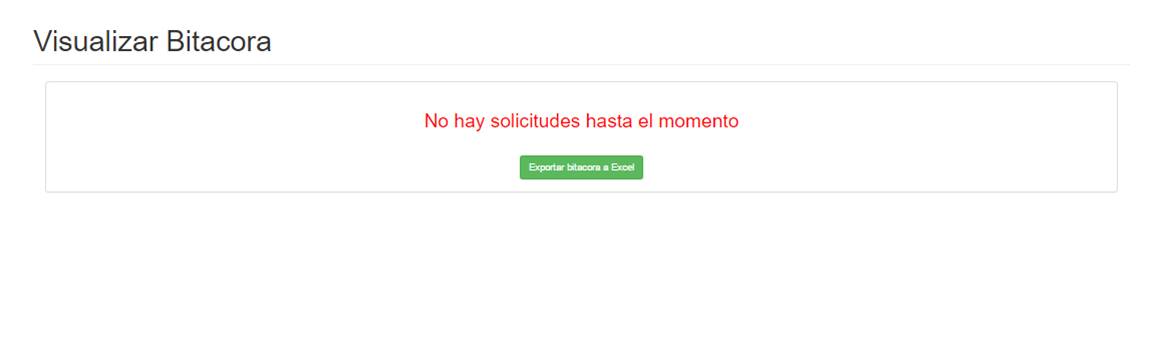 Visualizar Bitacora
No hay solicitudes hasta el momento
Exportar bitacora a Excel